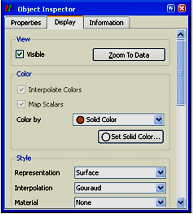 Object Inspector
Properties Display Information
View
Visible Zoom To Data
Color
Interpolate Colors
Map Scalars
Color by Solid Color
Set Solid Color...
Style
Representation Surface
Interpolation Gouraud
Material None